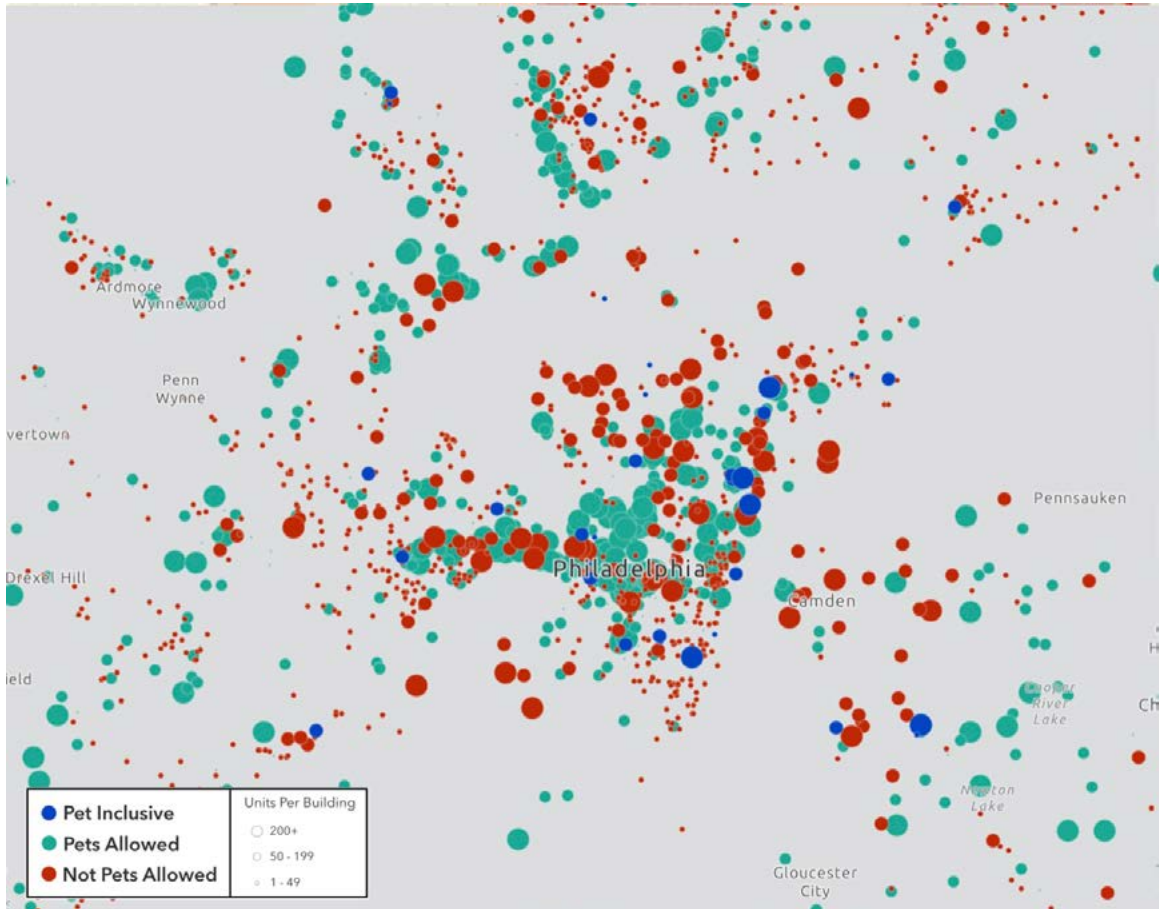 Ardmore
Wynnewood
Penn
Wynne
vertown
Pennsauken
Drexel Hill
Philadelphia
Camden
H
ield
Cooper
River
Lake
Ch
Newton
Lake
Gloucester
City
Pet Inclusive
Pets Allowed
Not Pets Allowed
Units Per Building
200+
50 - 199
1 - 49